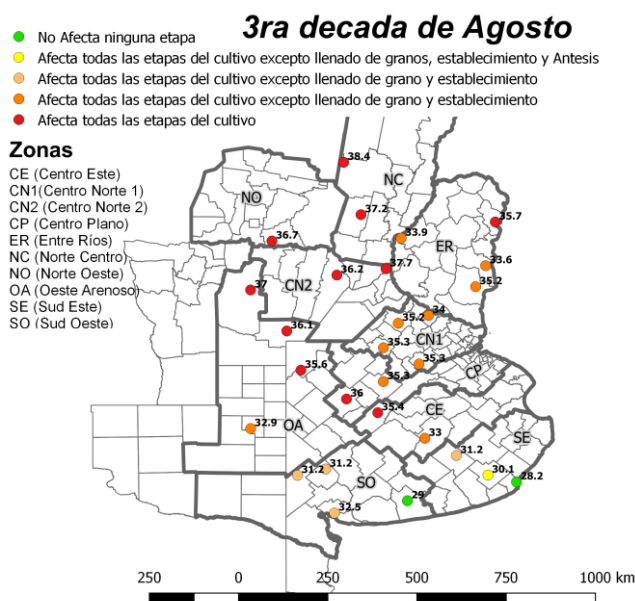 3ra decada de Agosto
No Afecta ninguna etapa
Afecta todas las etapas del cultivo excepto llenado de granos, establecimiento y Antesis
Afecta todas las etapas del cultivo excepto llenado de grano y establecimiento
Afecta todas las etapas del cultivo excepto llenado de grano y establecimiento
Afecta todas las etapas del cultivo
Zonas
CE (Centro Este)
CN1(Centro Norte 1)
CN2 (Centro Norte 2)
CP (Centro Plano)
ER (Entre Ríos)
NC (Norte Centro)
NO (Norte Oeste)
OA (Oeste Arenoso)
SE (Sud Este)
SO (Sud Oeste)
38.4
NC
NO
37.2
35.7
33.9
36.7
ER
37.7
33.6
36.2
37
CN2
35.2
34
35.2
36.1
CN1
35.3
35.3
35.6
CP
35.3
36
35.4
CE
32.9
OA
33
SE
31.2
31.2
31.2
30.1
28.2
SO
29
32.5
250 0 250 500 750 1000 km